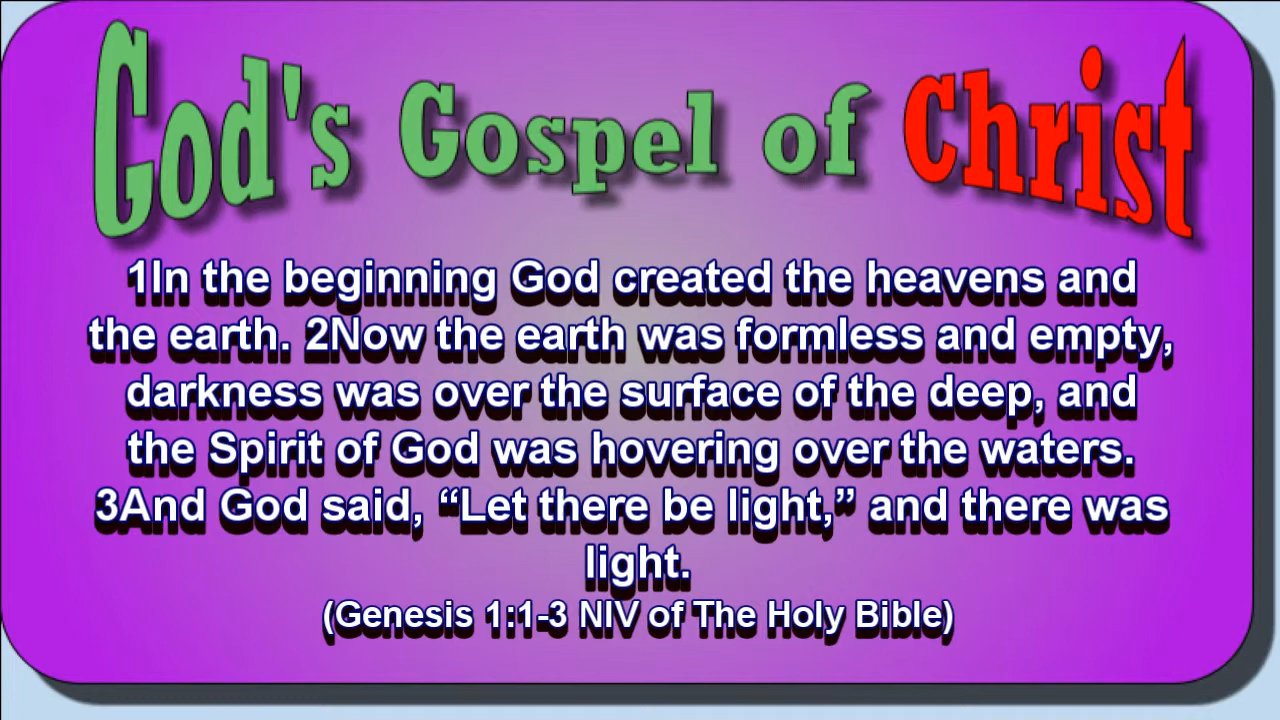 God's Gospel of Christ
1In the beginning God created the heavens and
the earth. 2Now the earth was formless and empty,
darkness was over the surface of the deep, and
the Spirit of God was hovering over the waters.
3And God said, “Let there be light,” and there was
light.
(Genesis 1:1-3 NIV of The Holy Bible)